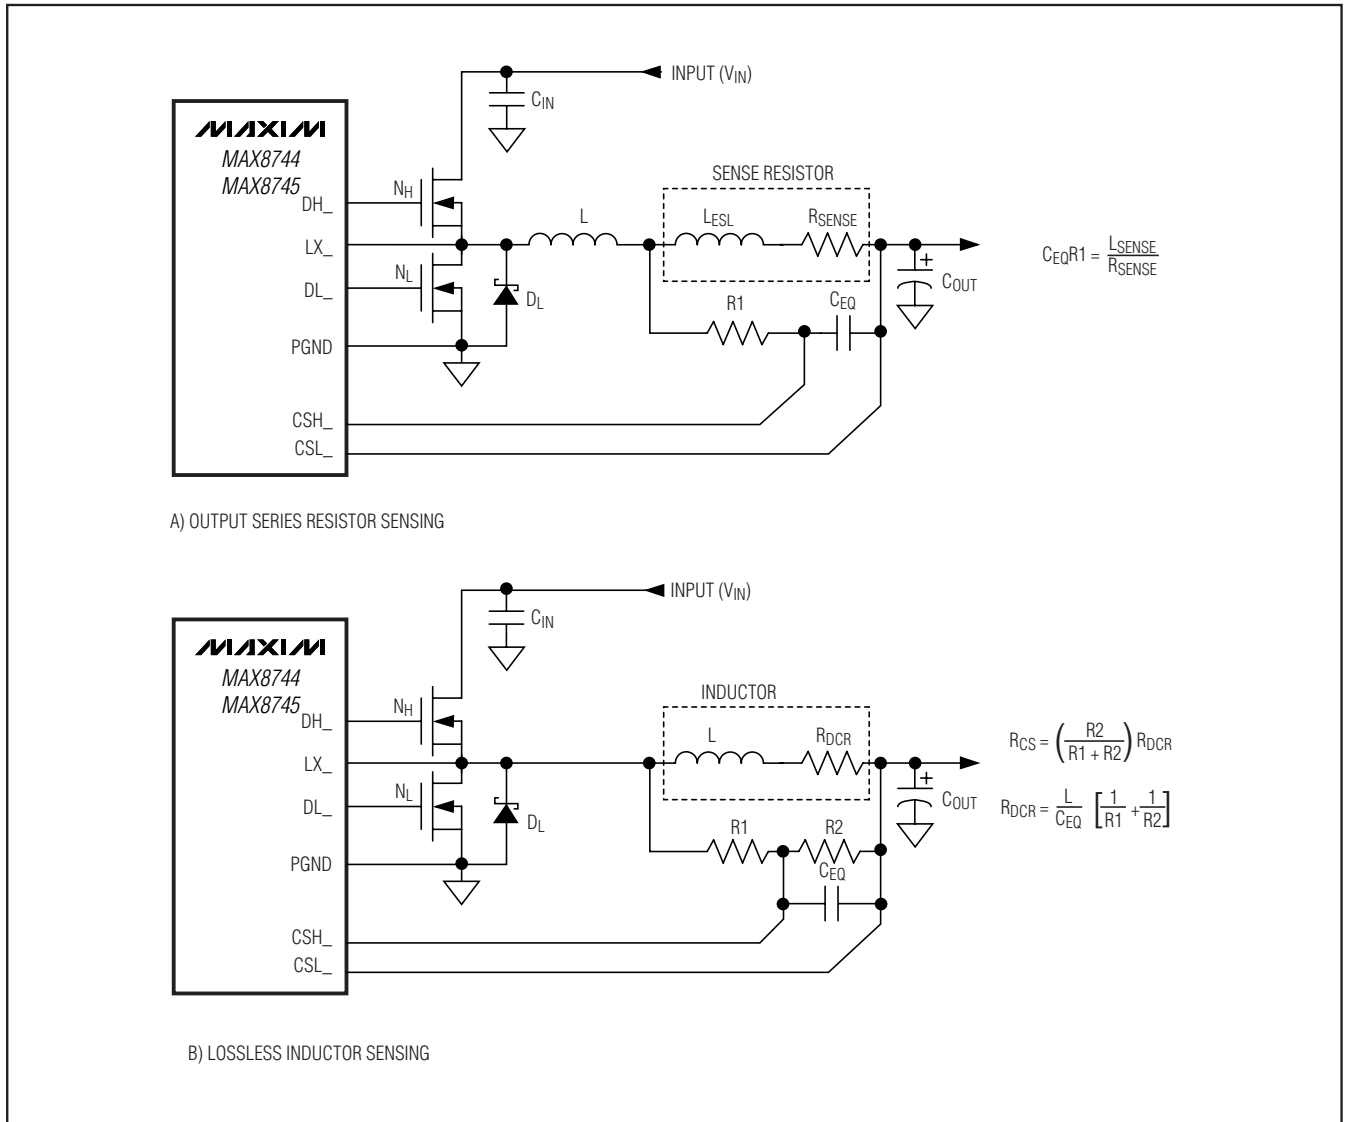 INPUT (VIN)
CIN
MAXIM
MAX8744
MAX8745
DH_
NH
SENSE RESISTOR
L
LESL
RSENSE
LX_
CEQR1 = LSENSE
RSENSE
NL
DL_
DL
+
COUT
R1
CEQ
PGND
CSH_
CSL_
A) OUTPUT SERIES RESISTOR SENSING
INPUT (VIN)
CIN
MAXIM
MAX8744
MAX8745
DH_
NH
INDUCTOR
L
RDCR
LX_
RCS = (R2 / R1 + R2) RDCR
NL
DL_
DL
+
COUT
RDCR = L / CEQ [1 / R1 + 1 / R2]
R1
R2
CEQ
PGND
CSH_
CSL_
B) LOSSLESS INDUCTOR SENSING